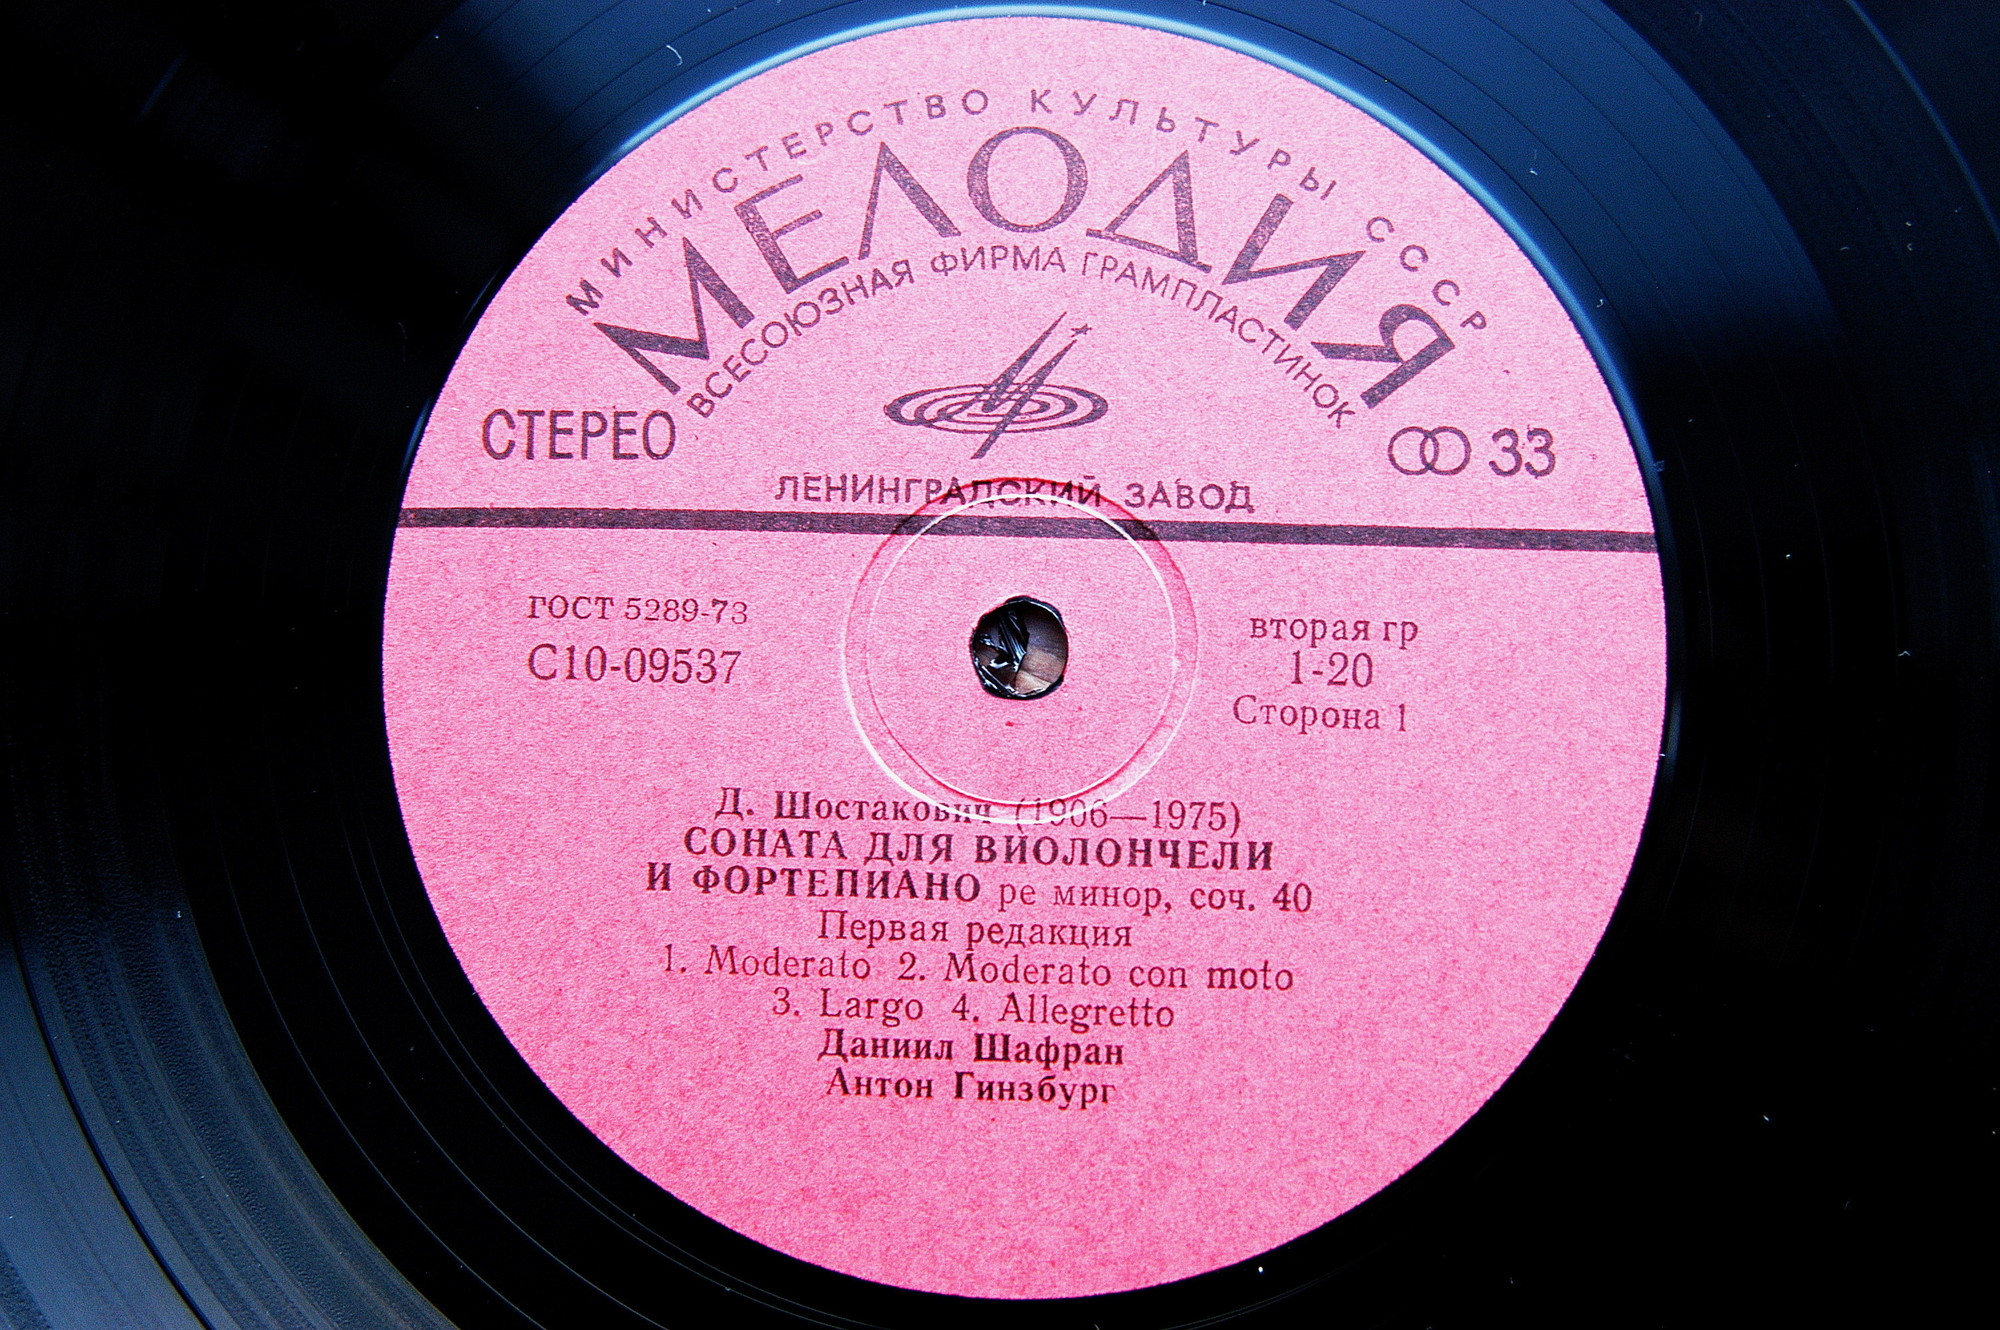 МИНИСТЕРСТВО КУЛЬТУРЫ СССР
МЕЛОДИЯ
ВСЕСОЮЗНАЯ ФИРМА ГРАМПЛАСТИНОК
СТЕРЕО
33
ЛЕНИНГРАДСКИЙ ЗАВОД
ГОСТ 5289-73
С10-09537
вторая гр
1-20
Сторона 1
Д. Шостакович (1906—1975)
СОНАТА ДЛЯ ВИОЛОНЧЕЛИ
И ФОРТЕПИАНО ре минор, соч. 40
Первая редакция
1. Moderato 2. Moderato con moto
3. Largo 4. Allegretto
Даниил Шафран
Антон Гинзбург